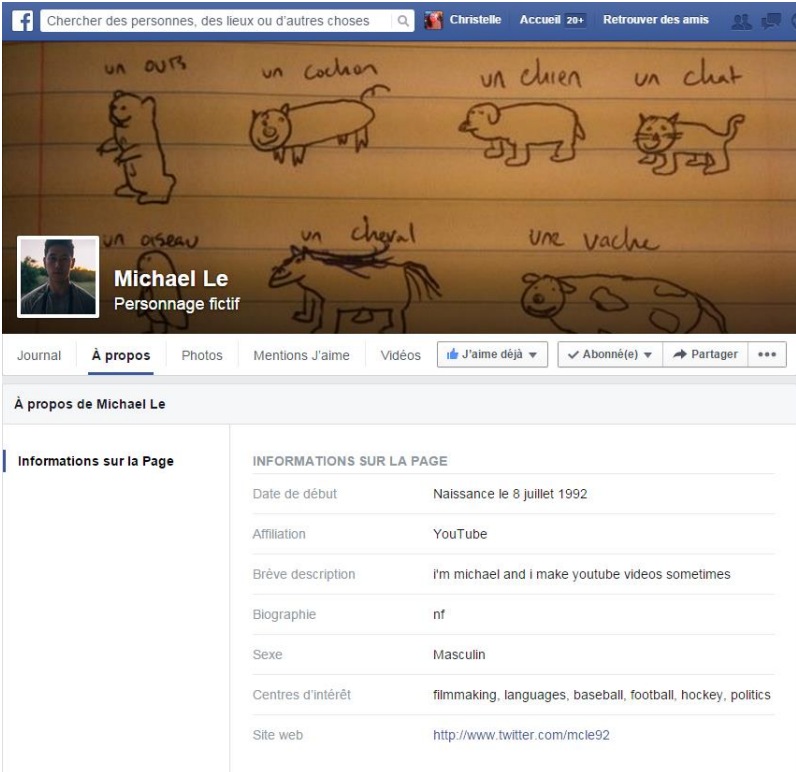 Chercher des personnes, des lieux ou d'autres choses
Christelle Accueil 20+ Retrouver des amis
un ours un cochon un chien un chat
un oiseau un cheval une vache
Michael Le
Personnage fictif
Journal À propos Photos Mentions J'aime Vidéos J'aime déjà Abonné(e) Partager
À propos de Michael Le
Informations sur la Page
INFORMATIONS SUR LA PAGE
Date de début Naissance le 8 juillet 1992
Affiliation YouTube
Brève description i'm michael and i make youtube videos sometimes
Biographie nf
Sexe Masculin
Centres d'intérêt filmmaking, languages, baseball, football, hockey, politics
Site web http://www.twitter.com/mcle92